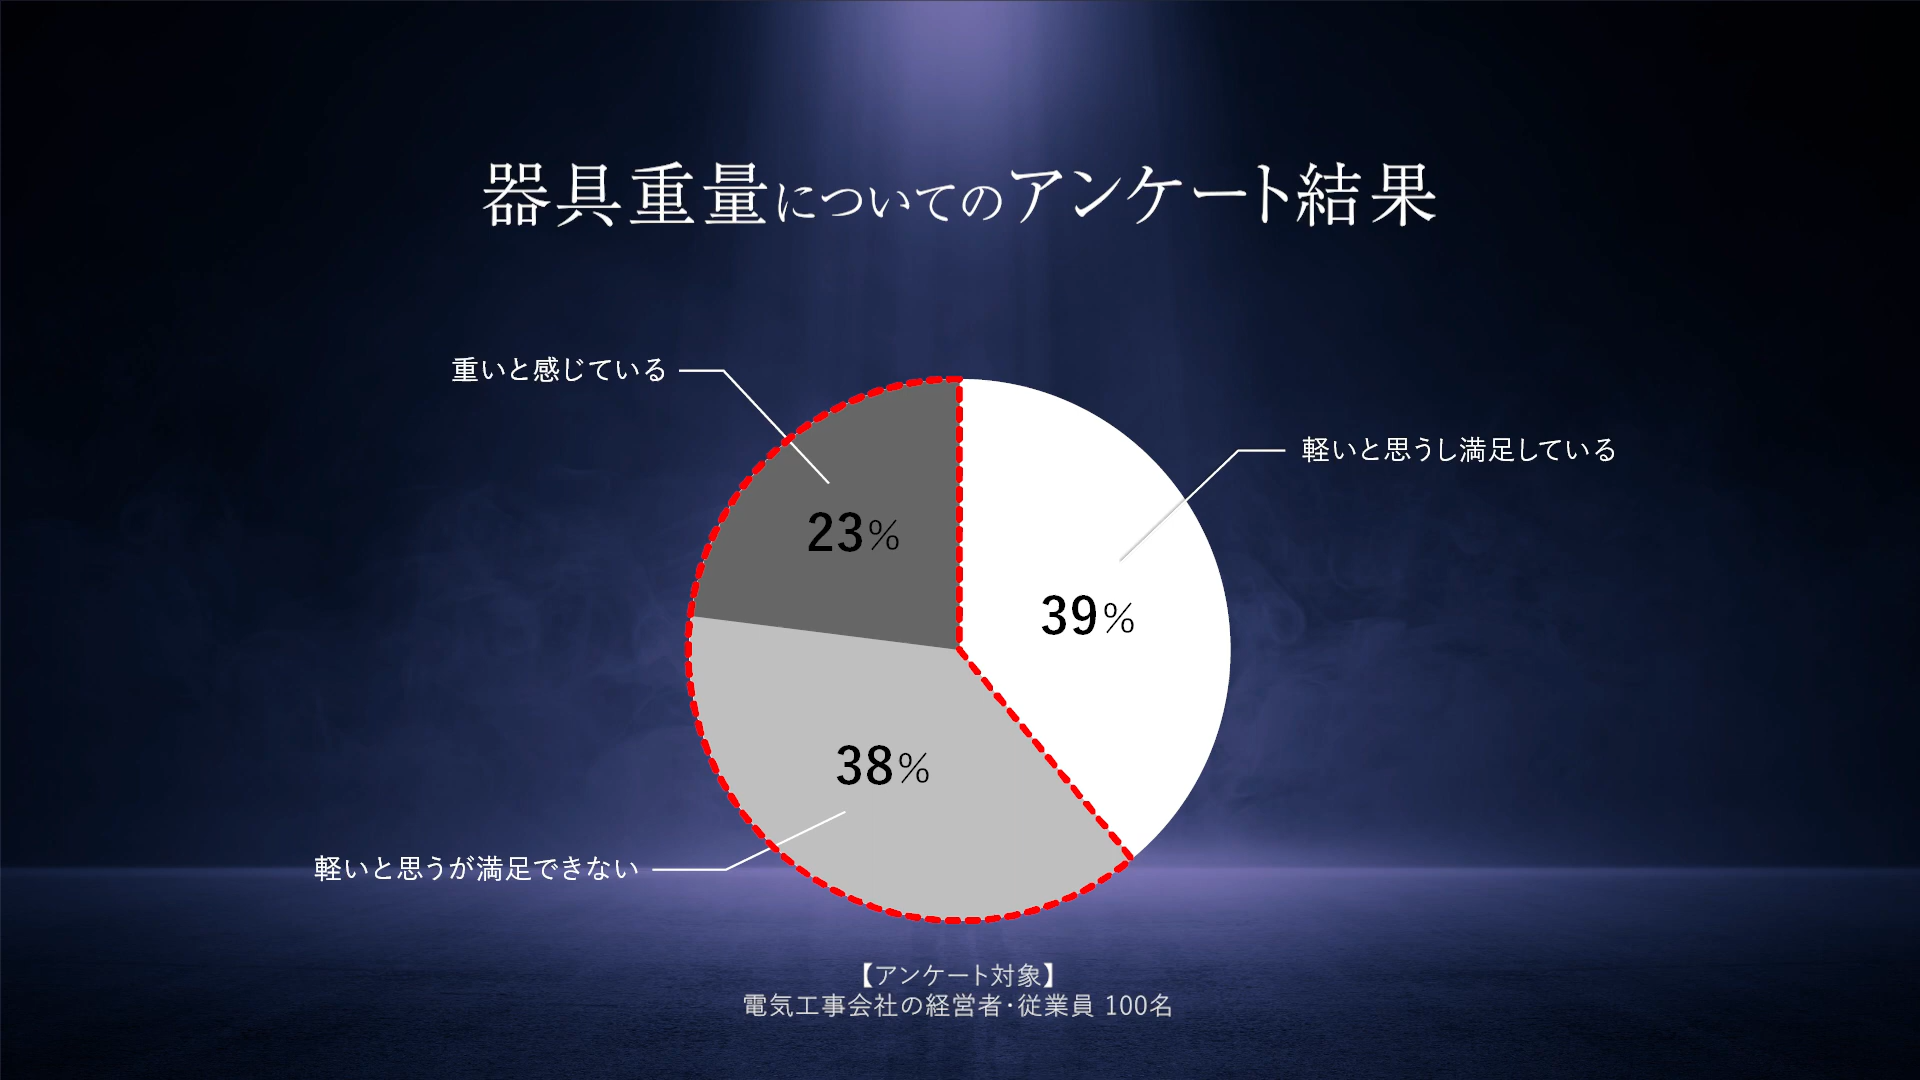 器具重量についてのアンケート結果
重いと感じている
軽いと思うし満足している
23%
39%
38%
軽いと思うが満足できない
【アンケート対象】
電気工事会社の経営者・従業員 100名